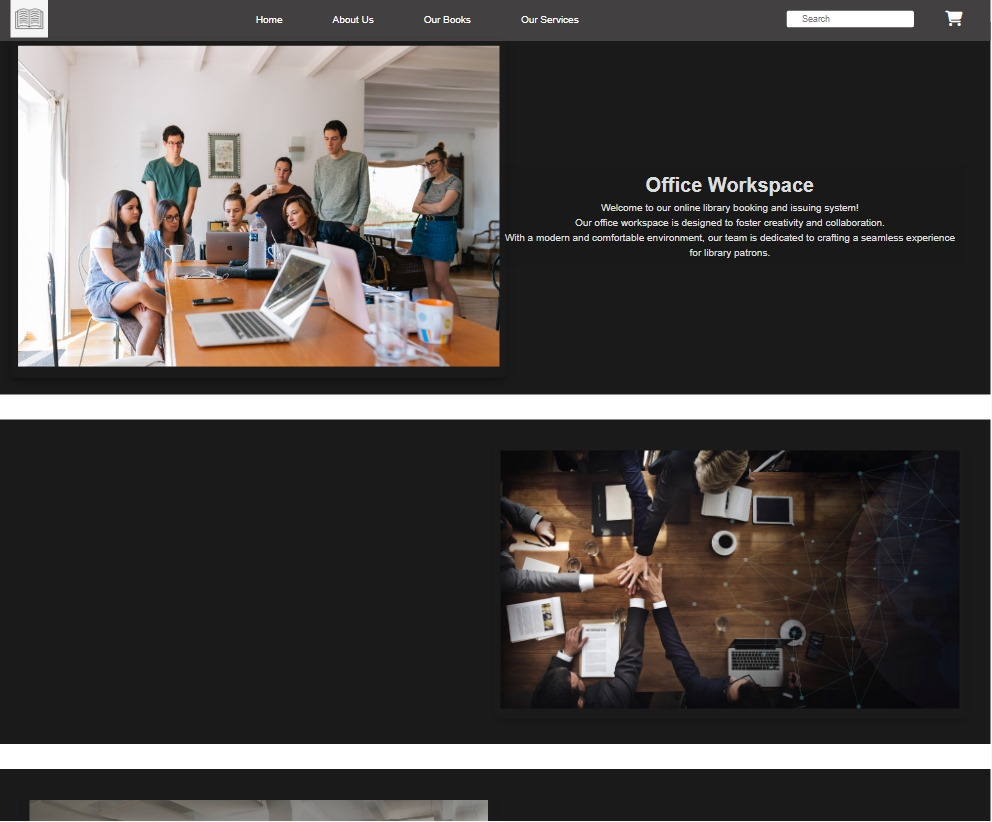 Home
About Us
Our Books
Our Services
Search
Office Workspace
Welcome to our online library booking and issuing system!
Our office workspace is designed to foster creativity and collaboration.
With a modern and comfortable environment, our team is dedicated to crafting a seamless experience
for library patrons.